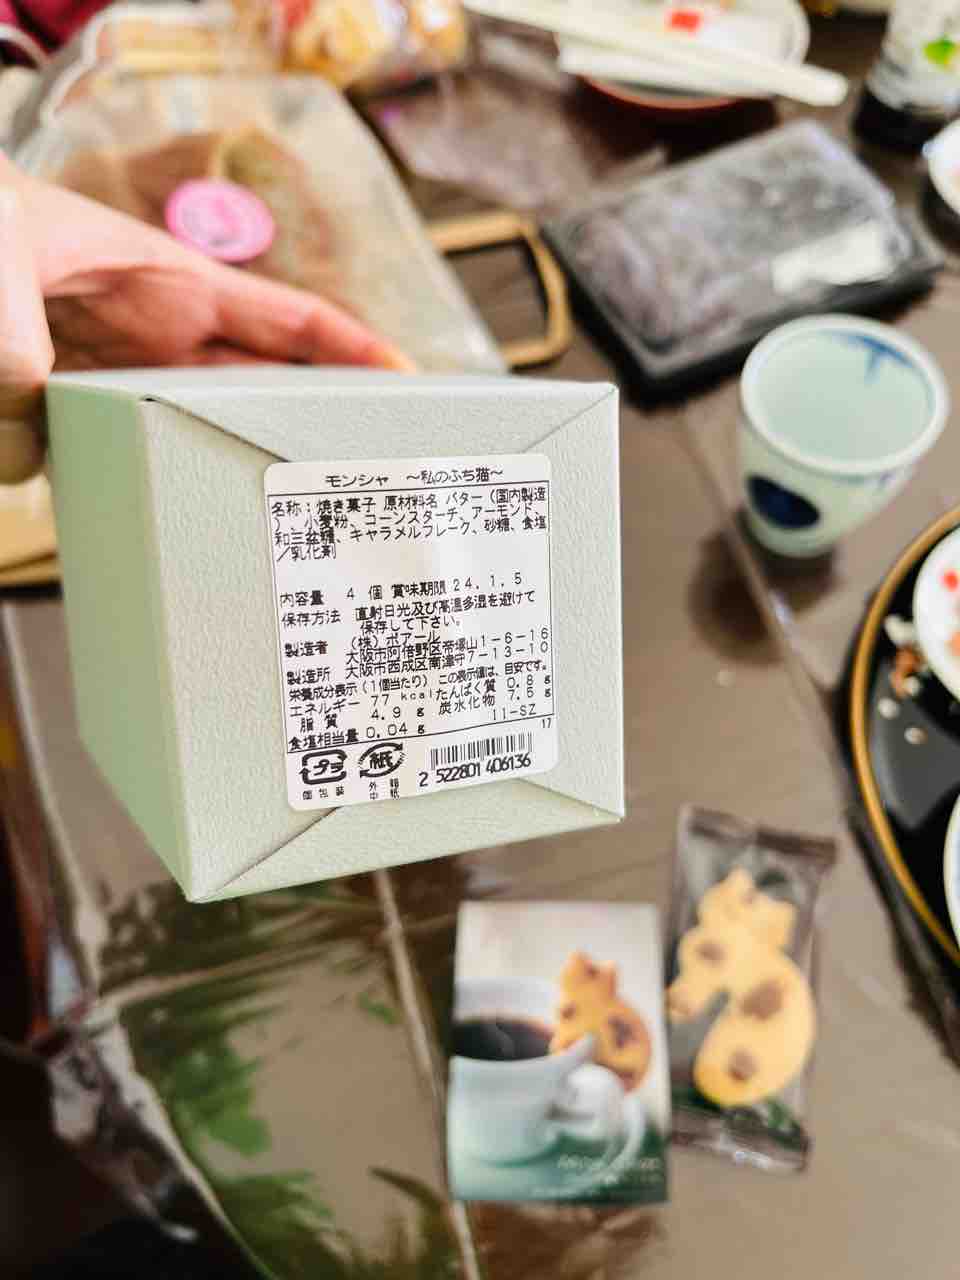 モンシャ ～私のふち猫～
名称：焼き菓子 原材料名 バター（国内製造
）、小麦粉、コーンスターチ、アーモンド、
和三盆糖、キャラメルフレーク、砂糖、食塩
／乳化剤
内容量 4 個 賞味期限 24.1.5
保存方法 直射日光及び高温多湿を避けて
保存して下さい。
製造者 （株）ポアール
大阪市阿倍野区帝塚山1-6-16
製造所 大阪市西成区南津守7-13-10
栄養成分表示（1個当たり） この表示値は、目安です。
エネルギー 77 kcal たんぱく質 0.8 g
脂質 4.9 g 炭水化物 7.5 g
食塩相当量 0.04 g 11-SZ 17
プラ 紙
個包装 外箱 中紙
2 522801 406136